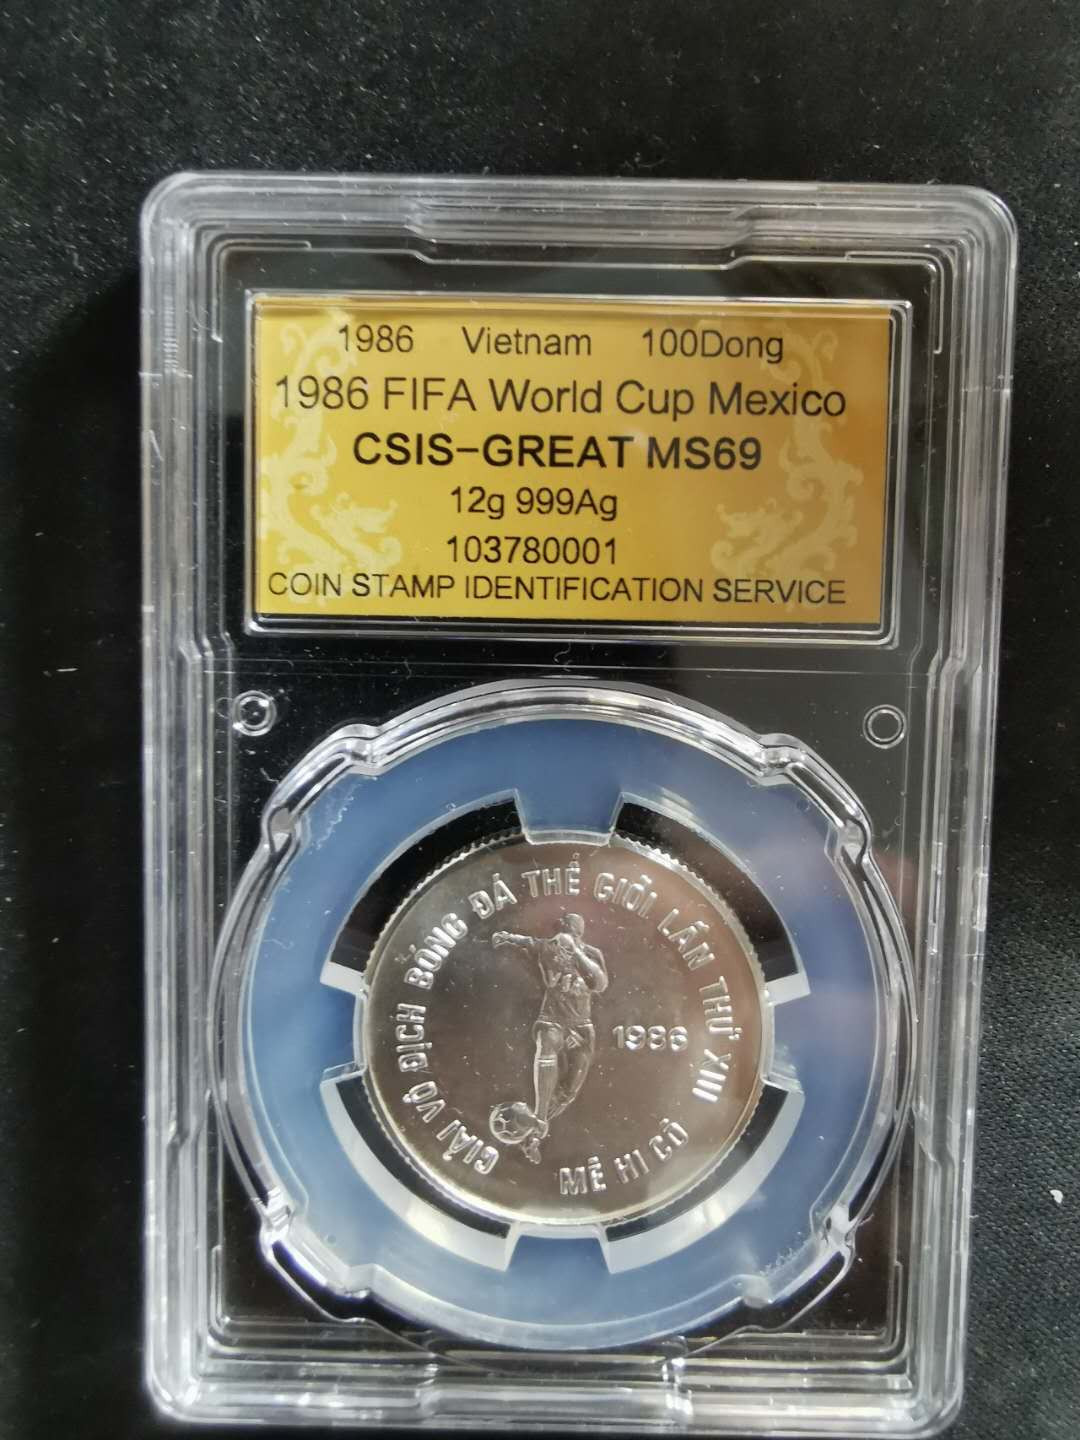 1986 Vietnam 100Dong
1986 FIFA World Cup Mexico
CSIS-GREAT MS69
12g 999Ag
103780001
COIN STAMP IDENTIFICATION SERVICE
GIẢI VÔ ĐỊCH BÓNG ĐÁ THẾ GIỚI LẦN THỨ XIII
1986
MÊ HI CÔ